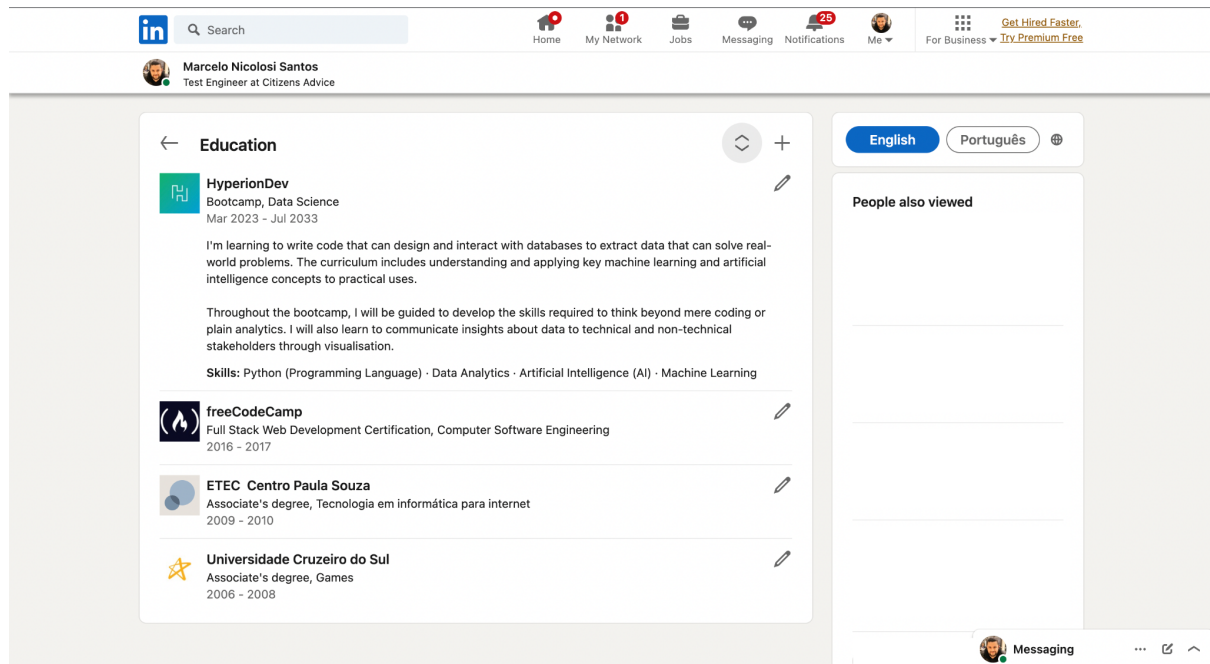 in
Search
Home
My Network
1
Jobs
Messaging
Notifications
25
Me
For Business
Get Hired Faster,
Try Premium Free
Marcelo Nicolosi Santos
Test Engineer at Citizens Advice
Education
HyperionDev
Bootcamp, Data Science
Mar 2023 - Jul 2033
I'm learning to write code that can design and interact with databases to extract data that can solve real-
world problems. The curriculum includes understanding and applying key machine learning and artificial
intelligence concepts to practical uses.
Throughout the bootcamp, I will be guided to develop the skills required to think beyond mere coding or
plain analytics. I will also learn to communicate insights about data to technical and non-technical
stakeholders through visualisation.
Skills: Python (Programming Language) · Data Analytics · Artificial Intelligence (AI) · Machine Learning
freeCodeCamp
Full Stack Web Development Certification, Computer Software Engineering
2016 - 2017
ETEC Centro Paula Souza
Associate's degree, Tecnologia em informática para internet
2009 - 2010
Universidade Cruzeiro do Sul
Associate's degree, Games
2006 - 2008
English
Português
People also viewed
Messaging